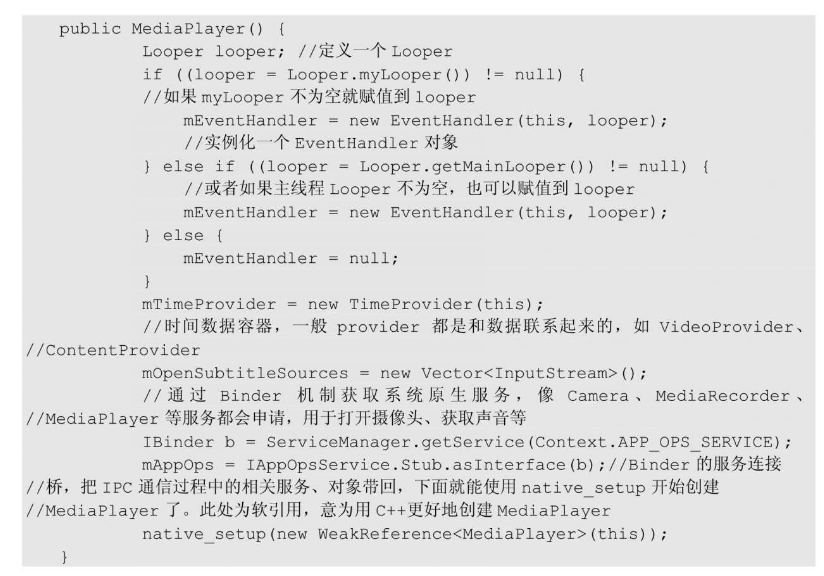 public MediaPlayer() {
Looper looper; //定义一个 Looper
if ((looper = Looper.myLooper()) != null) {
//如果 myLooper 不为空就赋值到 looper
mEventHandler = new EventHandler(this, looper);
//实例化一个 EventHandler 对象
} else if ((looper = Looper.getMainLooper()) != null) {
//或者如果主线程 Looper 不为空，也可以赋值到 looper
mEventHandler = new EventHandler(this, looper);
} else {
mEventHandler = null;
}
mTimeProvider = new TimeProvider(this);
//时间数据容器，一般 provider 都是和数据联系起来的，如 VideoProvider、
//ContentProvider
mOpenSubtitleSources = new Vector<InputStream>();
//通过 Binder 机制获取系统原生服务，像 Camera、MediaRecorder、
//MediaPlayer 等服务都会申请，用于打开摄像头、获取声音等
IBinder b = ServiceManager.getService(Context.APP_OPS_SERVICE);
mAppOps = IAppOpsService.Stub.asInterface(b);//Binder 的服务连接
//桥，把 IPC 通信过程中的相关服务、对象带回，下面就能使用 native_setup 开始创建
//MediaPlayer 了。此处为软引用，意为用 C++更好地创建 MediaPlayer
native_setup(new WeakReference<MediaPlayer>(this));
}